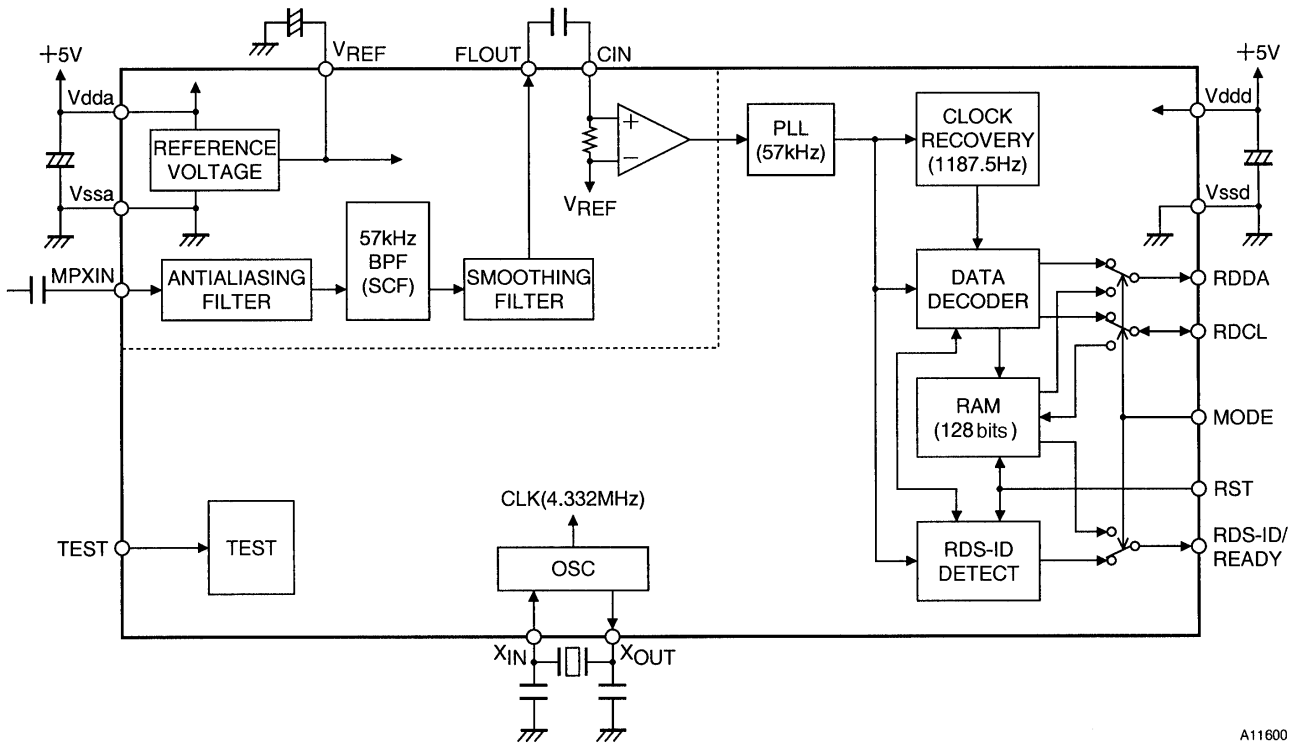 +5V
VREF
FLOUT
CIN
+5V
Vdda
REFERENCE
VOLTAGE
Vssa
+
−
VREF
PLL
(57kHz)
CLOCK
RECOVERY
(1187.5Hz)
Vddd
Vssd
MPXIN
ANTIALIASING
FILTER
57kHz
BPF
(SCF)
SMOOTHING
FILTER
DATA
DECODER
RDDA
RDCL
RAM
(128 bits)
MODE
RST
CLK(4.332MHz)
TEST
TEST
OSC
RDS-ID
DETECT
RDS-ID/
READY
XIN
XOUT
A11600